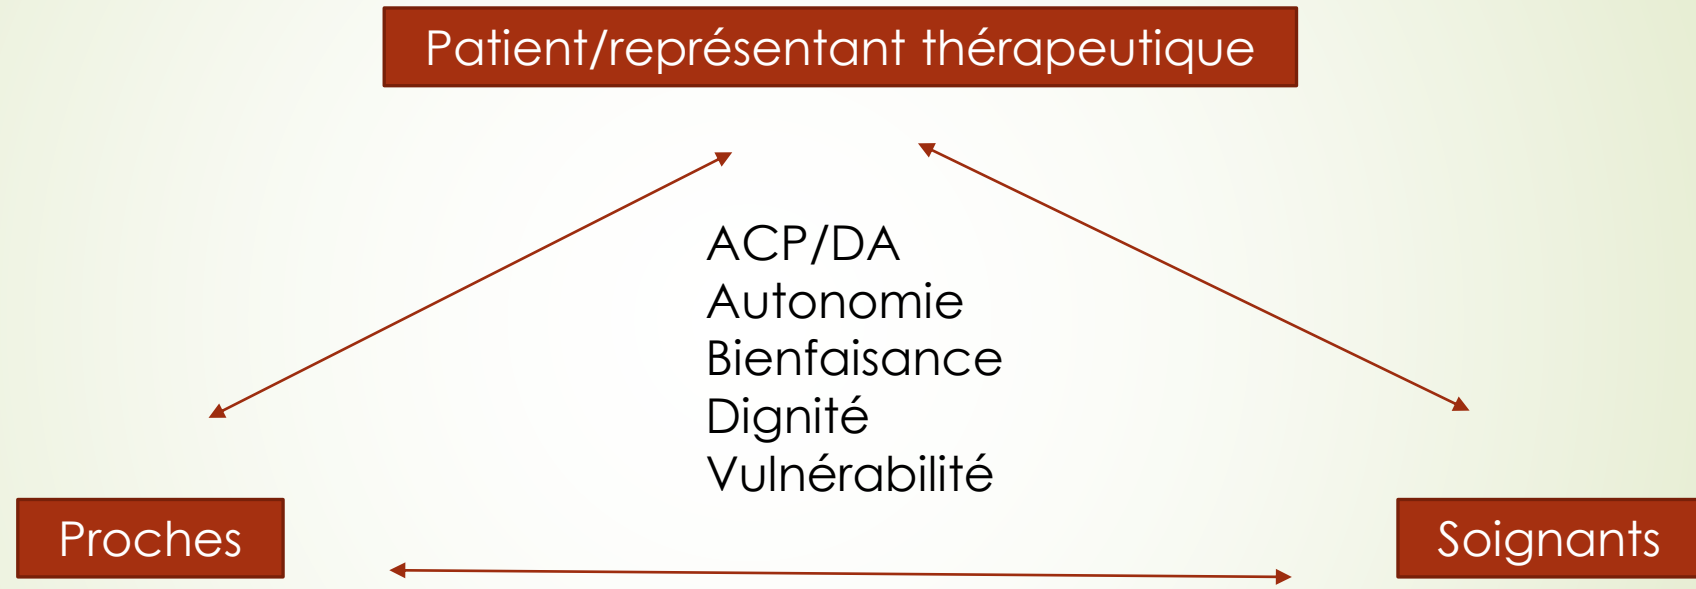 Patient/représentant thérapeutique
ACP/DA
Autonomie
Bienfaisance
Dignité
Vulnérabilité
Proches
Soignants